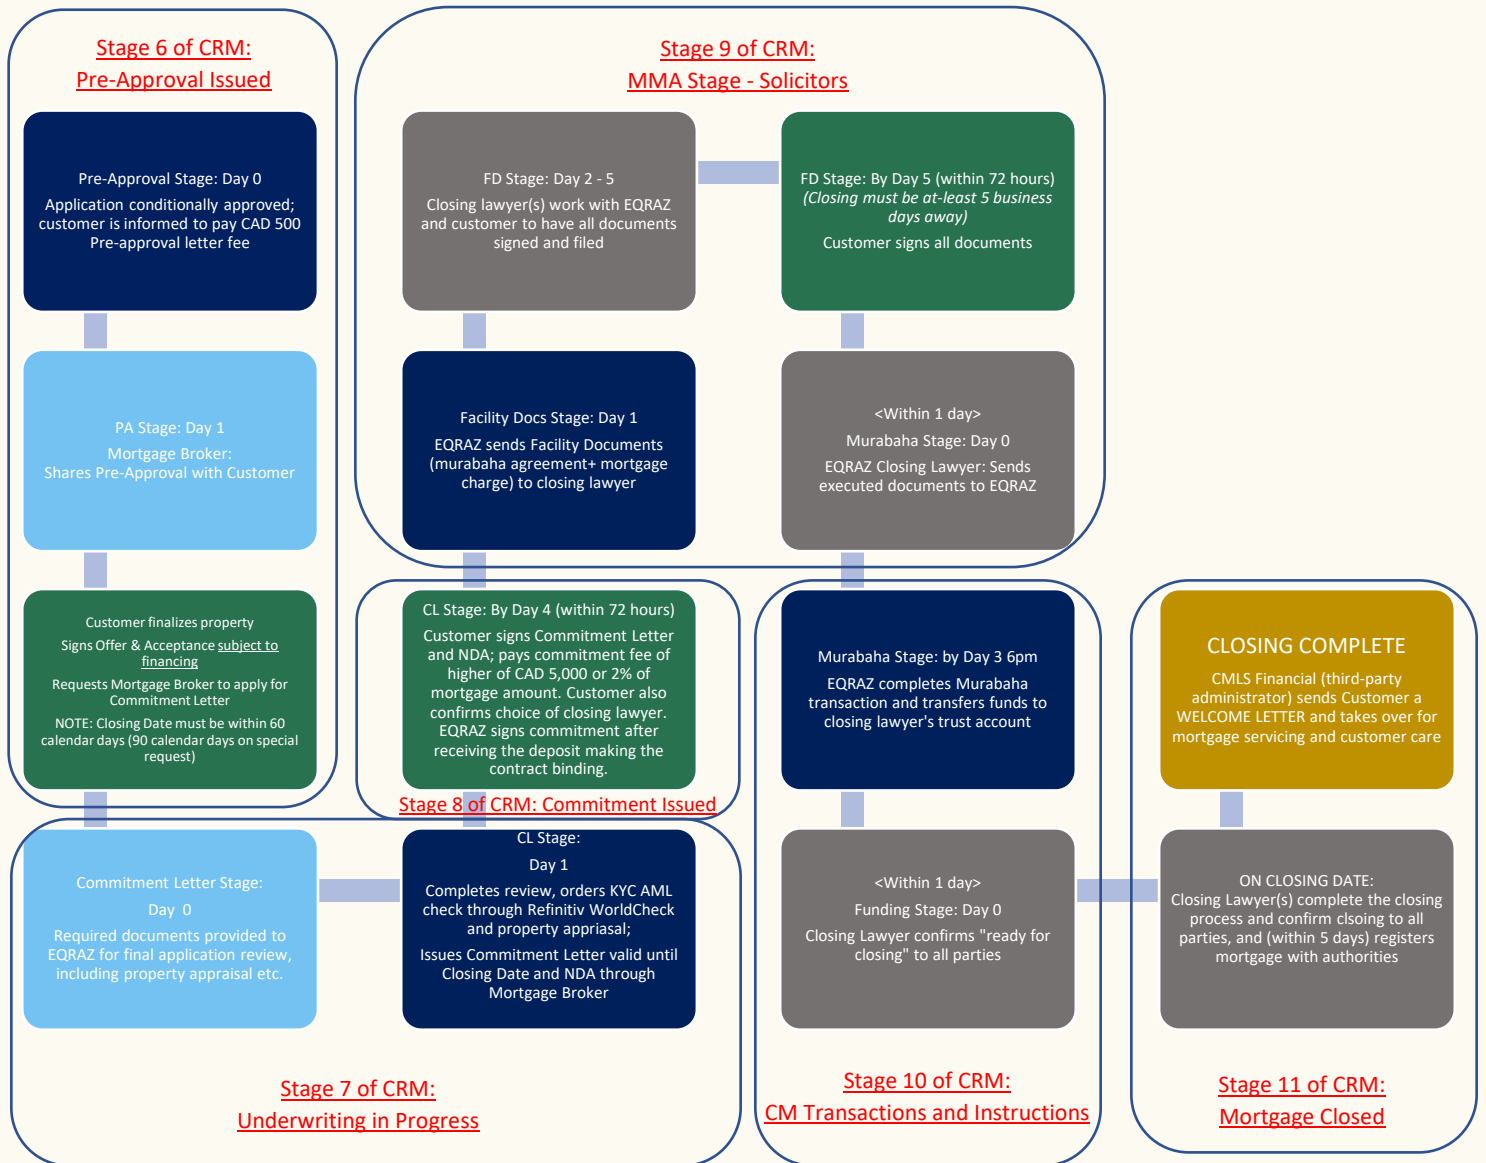 Stage 6 of CRM:
Pre-Approval Issued
Pre-Approval Stage: Day 0
Application conditionally approved;
customer is informed to pay CAD 500
Pre-approval letter fee
PA Stage: Day 1
Mortgage Broker:
Shares Pre-Approval with Customer
Customer finalizes property
Signs Offer & Acceptance subject to
financing
Requests Mortgage Broker to apply for
Commitment Letter
NOTE: Closing Date must be within 60
calendar days (90 calendar days on special
request)
Commitment Letter Stage:
Day 0
Required documents provided to
EQRAZ for final application review,
including property appraisal etc.
CL Stage:
Day 1
Completes review, orders KYC AML
check through Refinitiv WorldCheck
and property appriasal;
Issues Commitment Letter valid until
Closing Date and NDA through
Mortgage Broker
Stage 7 of CRM:
Underwriting in Progress
CL Stage: By Day 4 (within 72 hours)
Customer signs Commitment Letter
and NDA; pays commitment fee of
higher of CAD 5,000 or 2% of
mortgage amount. Customer also
confirms choice of closing lawyer.
EQRAZ signs commitment after
receiving the deposit making the
contract binding.
Stage 8 of CRM: Commitment Issued
Stage 9 of CRM:
MMA Stage - Solicitors
Facility Docs Stage: Day 1
EQRAZ sends Facility Documents
(murabaha agreement+ mortgage
charge) to closing lawyer
FD Stage: Day 2 - 5
Closing lawyer(s) work with EQRAZ
and customer to have all documents
signed and filed
FD Stage: By Day 5 (within 72 hours)
(Closing must be at-least 5 business
days away)
Customer signs all documents
<Within 1 day>
Murabaha Stage: Day 0
EQRAZ Closing Lawyer: Sends
executed documents to EQRAZ
Murabaha Stage: by Day 3 6pm
EQRAZ completes Murabaha
transaction and transfers funds to
closing lawyer's trust account
<Within 1 day>
Funding Stage: Day 0
Closing Lawyer confirms "ready for
closing" to all parties
Stage 10 of CRM:
CM Transactions and Instructions
ON CLOSING DATE:
Closing Lawyer(s) complete the closing
process and confirm clsoing to all
parties, and (within 5 days) registers
mortgage with authorities
CLOSING COMPLETE
CMLS Financial (third-party
administrator) sends Customer a
WELCOME LETTER and takes over for
mortgage servicing and customer care
Stage 11 of CRM:
Mortgage Closed